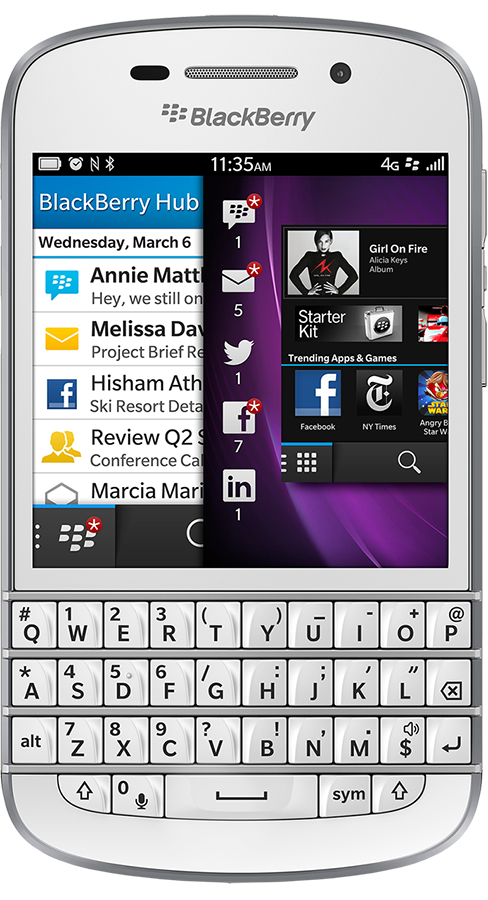 BlackBerry
11:35AM
4G
BlackBerry Hub
Wednesday, March 6
Annie Matt
Hey, we still on
Melissa Dav
Project Brief Re
Hisham Ath
Ski Resort Deta
Review Q2 S
Conference Cal
Marcia Mari
1
5
1
7
in
1
Girl On Fire
Alicia Keys
Album
Starter
Kit
Trending Apps & Games
Facebook
NY Times
Angry B
Star W
# 1 2 3 ( ) _ - + @
Q W E R T Y U I O P
* 4 5 6 / : ; ' "
A S D F G H J K L
alt 7 8 9 ? ! , .
Z X C V B N M $
0 sym